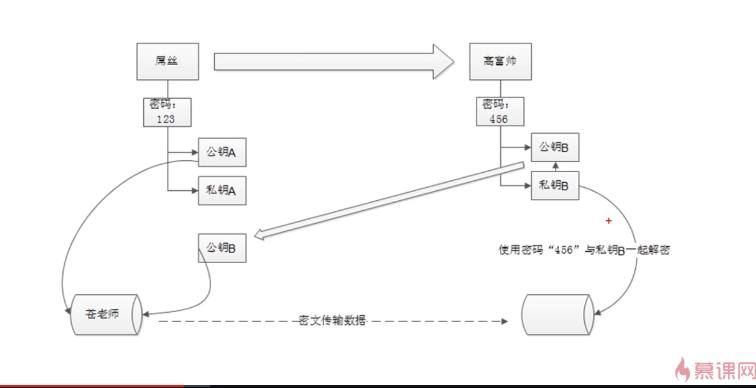 屌丝
高富帅
密码：
123
密码：
456
公钥A
公钥B
私钥A
私钥B
公钥B
使用密码“456”与私钥B一起解密
苍老师
密文传输数据
慕课网